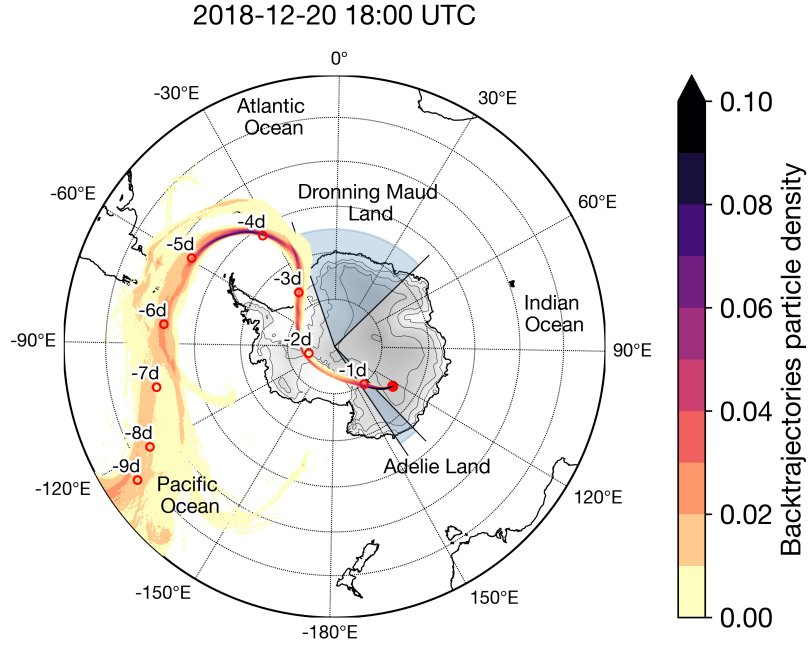 2018-12-20 18:00 UTC
0°
-30°E
30°E
Atlantic
Ocean
-60°E
60°E
Dronning Maud
Land
-4d
-5d
-3d
Indian
Ocean
-6d
-2d
-90°E
90°E
-1d
-7d
-8d
-9d
Adelie Land
-120°E
Pacific
Ocean
120°E
-150°E
150°E
-180°E
0.10
0.08
0.06
0.04
0.02
0.00
Backtrajectories particle density